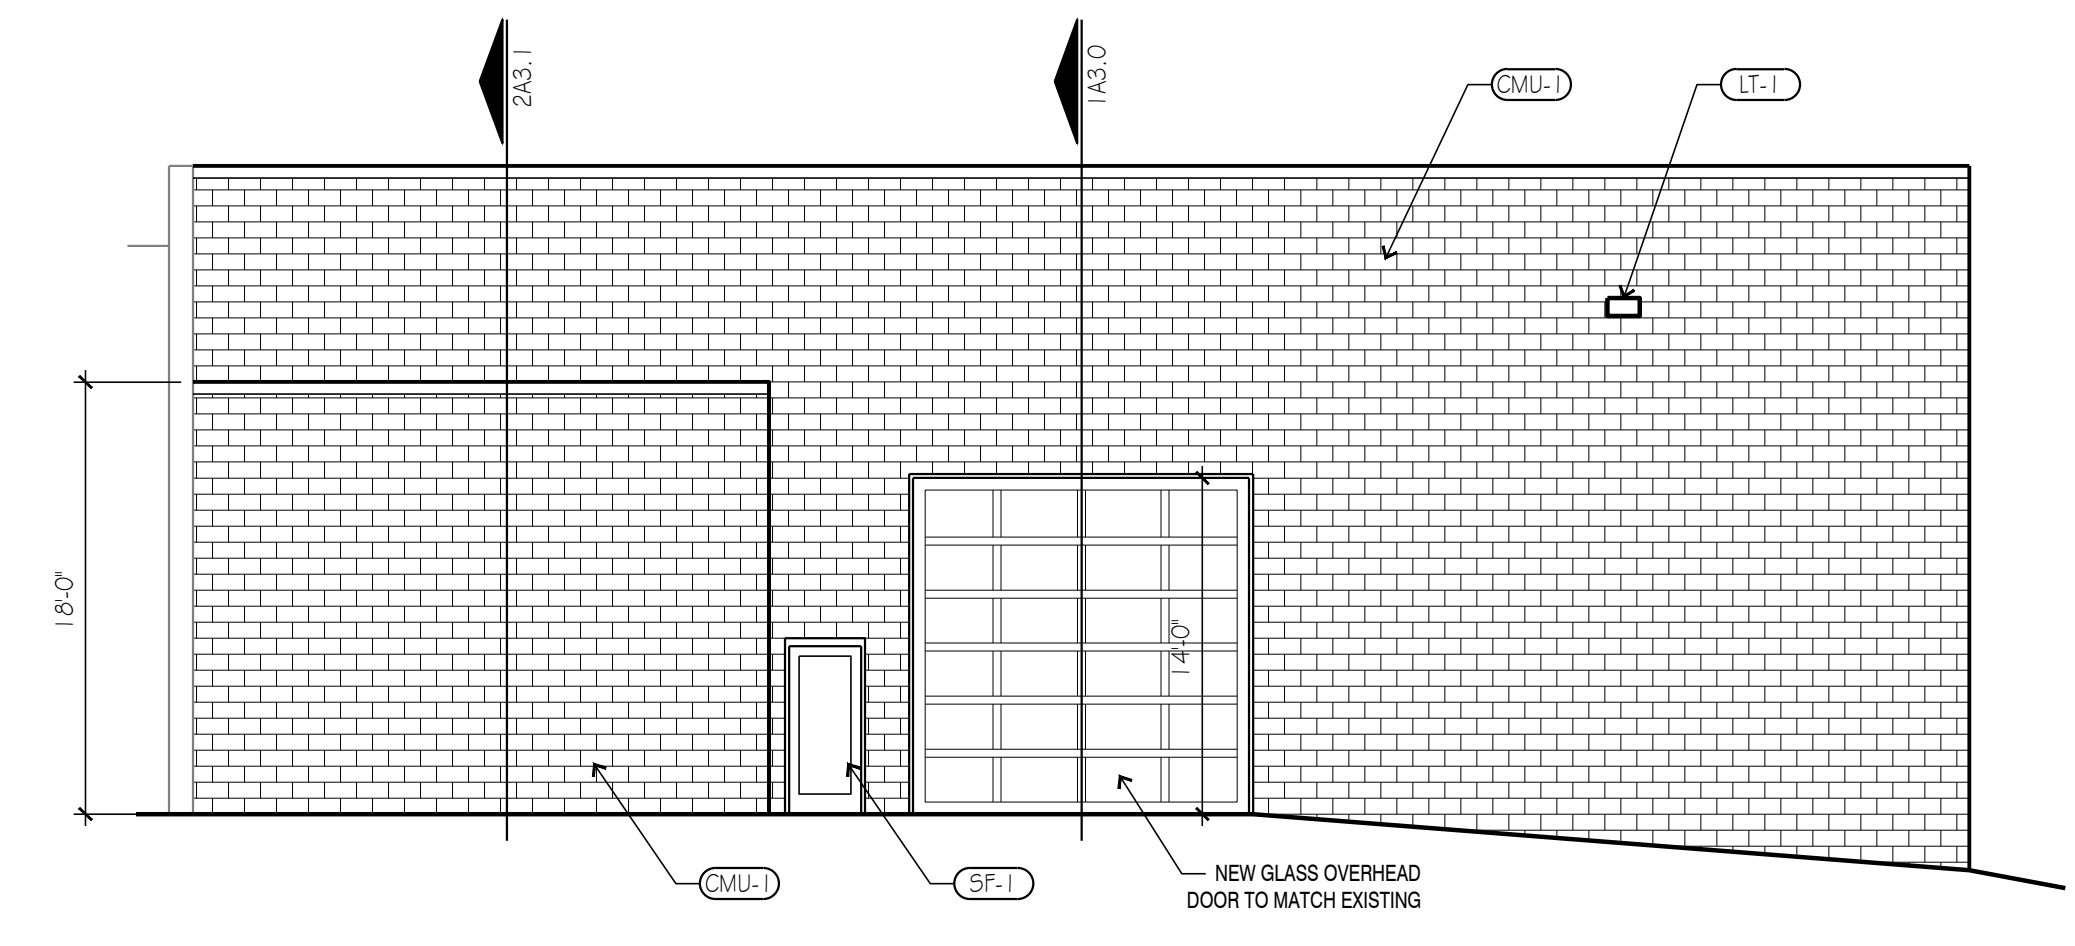 2A3.1
1A3.0
CMU-1
LT-1
18'-0"
14'-0"
CMU-1
SF-1
NEW GLASS OVERHEAD
DOOR TO MATCH EXISTING